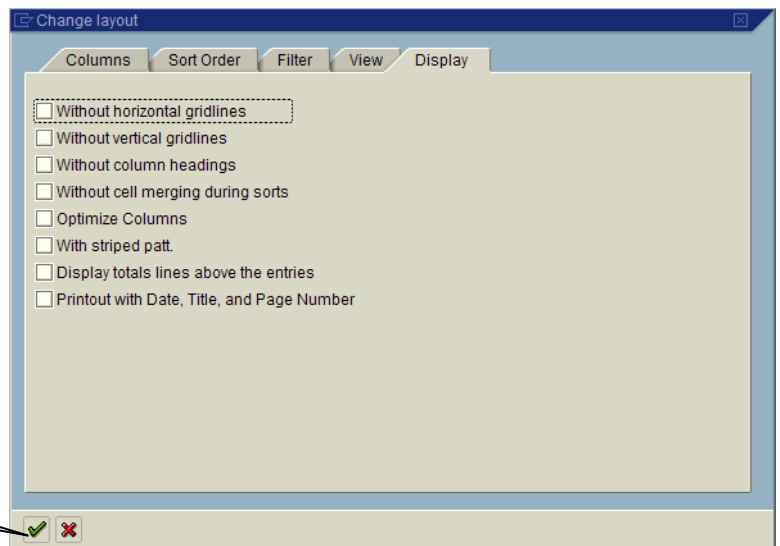 Change layout
Columns Sort Order Filter View Display
Without horizontal gridlines
Without vertical gridlines
Without column headings
Without cell merging during sorts
Optimize Columns
With striped patt.
Display totals lines above the entries
Printout with Date, Title, and Page Number